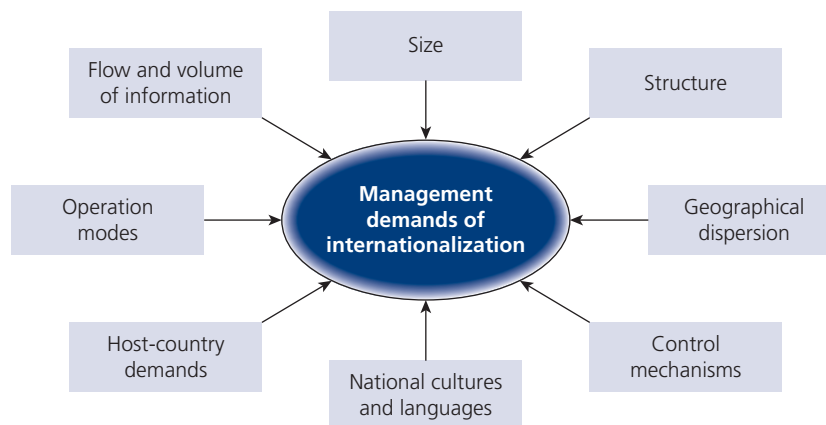 Size
Flow and volume
of information
Structure
Operation
modes
Management
demands of
internationalization
Geographical
dispersion
Host-country
demands
National cultures
and languages
Control
mechanisms